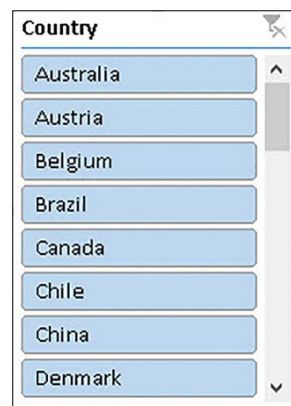 Country
Australia
Austria
Belgium
Brazil
Canada
Chile
China
Denmark